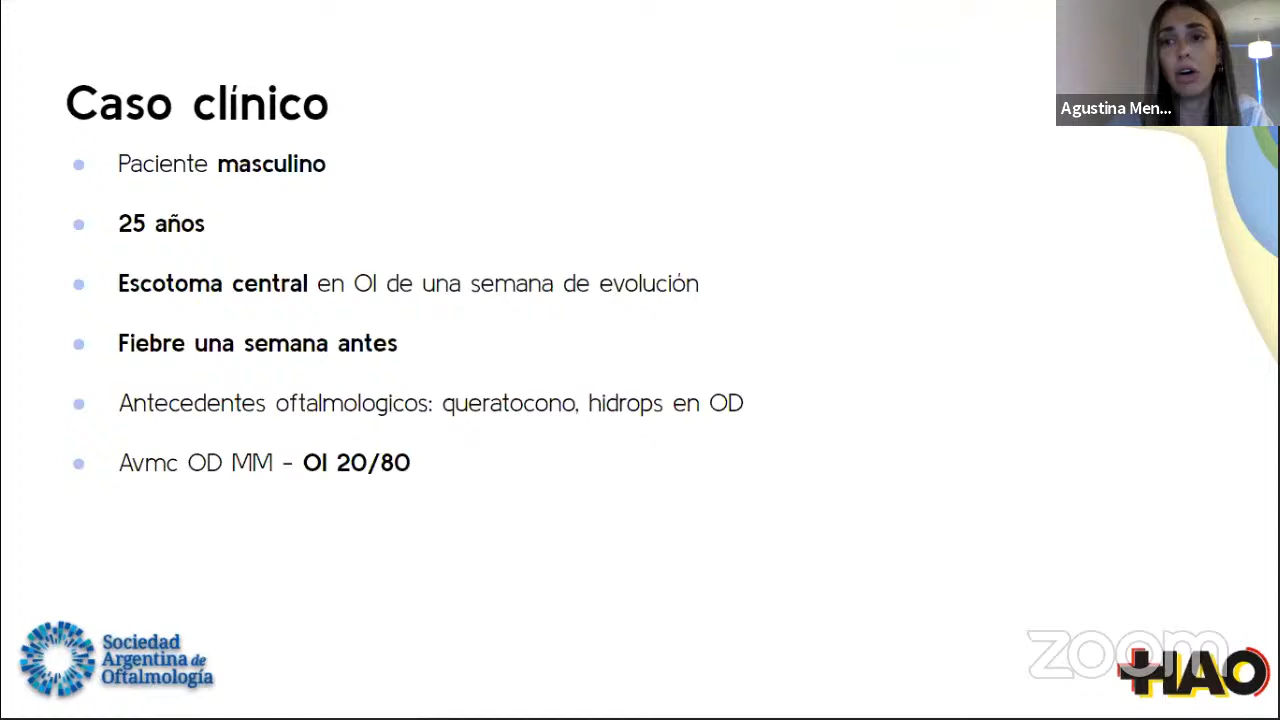 Caso clínico
Paciente masculino
25 años
Escotoma central en OI de una semana de evolución
Fiebre una semana antes
Antecedentes oftalmologicos: queratocono, hidrops en OD
Avmc OD MM - OI 20/80
Agustina Men...
Sociedad
Argentina de
Oftalmología
zoom
HAO